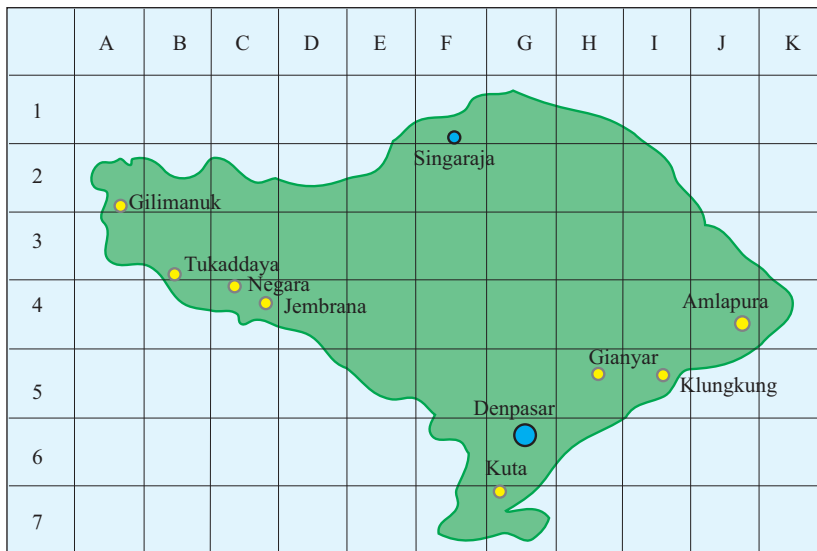 A B C D E F G H I J K
1
Singaraja
2
Gilimanuk
3
Tukaddaya
Negara
4
Jembrana
Amlapura
Gianyar
5
Klungkung
Denpasar
6
Kuta
7